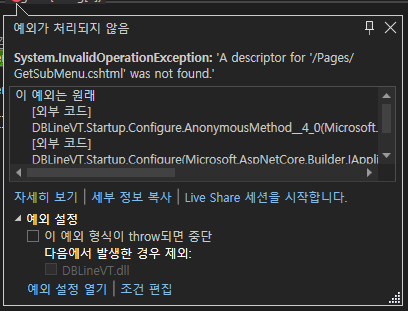 예외가 처리되지 않음
System.InvalidOperationException: 'A descriptor for '/Pages/
GetSubMenu.cshtml' was not found.'
이 예외는 원래
[외부 코드]
DBLineVT.Startup.Configure.AnonymousMethod__4_0(Microsoft.
[외부 코드]
DBLineVT.Startup.Configure(Microsoft.AspNetCore.Builder.IAppli
자세히 보기 | 세부 정보 복사 | Live Share 세션을 시작합니다.
예외 설정
이 예외 형식이 throw되면 중단
다음에서 발생한 경우 제외:
DBLineVT.dll
예외 설정 열기 | 조건 편집